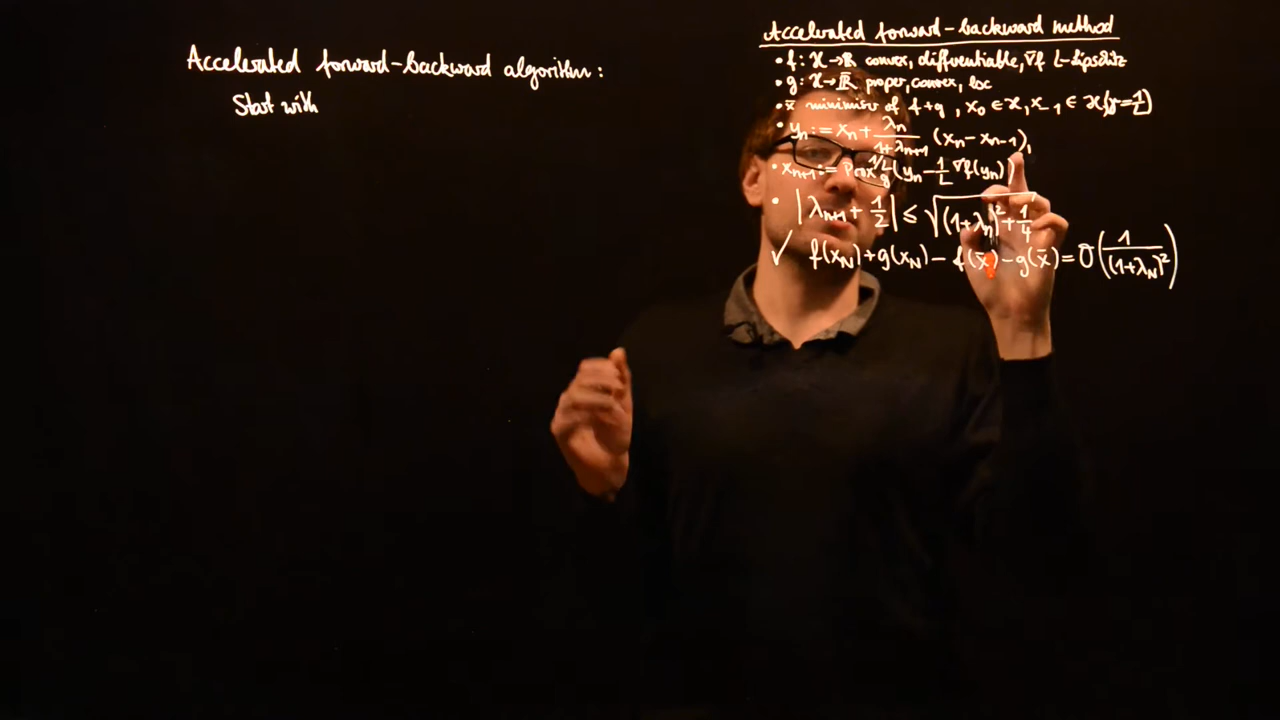 Accelerated forward-backward algorithm:
Start with
Accelerated forward-backward method
• f: X → ℝ convex, differentiable, ∇f L-Lipschitz
• g: X → ℝ̄ proper, convex, lsc
• x̄ minimiser of f+g, x₀ ∈ X, x₋₁ ∈ X (γ=1/L)
• yₙ := xₙ + λₙ/(1+λₙ₊₁) (xₙ - xₙ₋₁),
• xₙ₊₁ := Prox_g^{1/L}(yₙ - 1/L ∇f(yₙ))
• |λₙ₊₁ + 1/2| ≤ √((1+λₙ)² + 1/4)
✓ f(x_N)+g(x_N) - f(x̄) - g(x̄) = O(1/(1+λ_N)²)